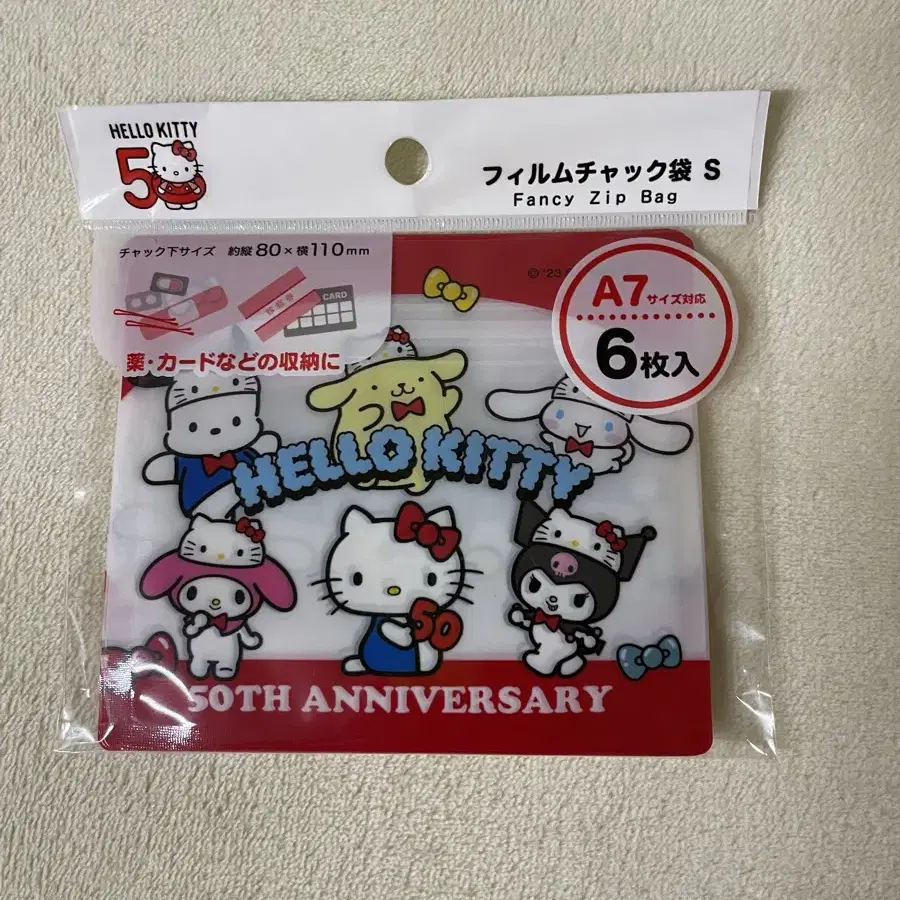 HELLO KITTY
50
フィルムチャック袋 S
Fancy Zip Bag
チャック下サイズ 約縦80×横110mm
CARD
薬・カードなどの収納に
© '23
A7サイズ対応
6枚入
HELLO KITTY
50
50TH ANNIVERSARY